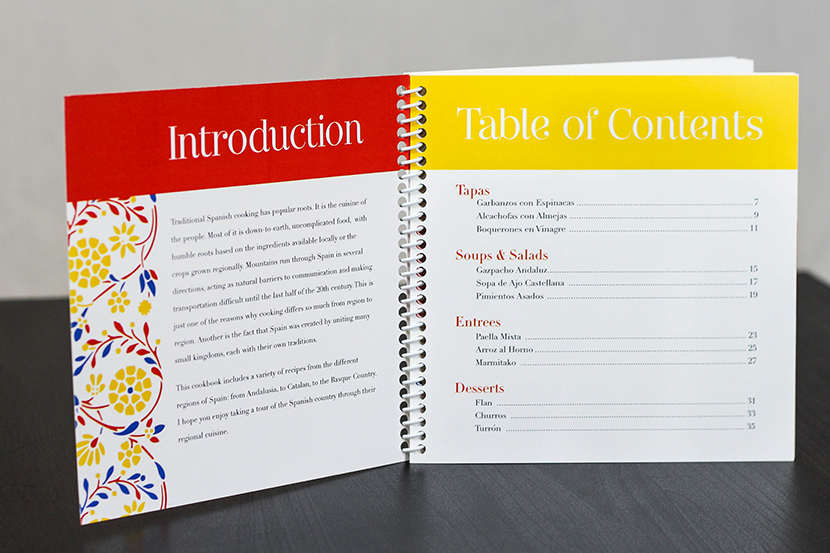 Introduction
Traditional Spanish cooking has popular roots. It is the cuisine of
the people. Most of it is down-to-earth, uncomplicated food, with
humble roots based on the ingredients available locally or the
crops grown regionally. Mountains run through Spain in several
directions, acting as natural barriers to communication and making
transportation difficult until the last half of the 20th century. This is
just one of the reasons why cooking differs so much from region to
region. Another is the fact that Spain was created by uniting many
small kingdoms, each with their own traditions.
This cookbook includes a variety of recipes from the different
regions of Spain: from Andalusia, to Catalan, to the Basque Country.
I hope you enjoy taking a tour of the Spanish country through their
regional cuisine.
Table of Contents
Tapas
Garbanzos con Espinacas 7
Alcachofas con Almejas 9
Boquerones en Vinagre 11
Soups & Salads
Gazpacho Andaluz 15
Sopa de Ajo Castellana 17
Pimientos Asados 19
Entrees
Paella Mixta 23
Arroz al Horno 25
Marmitako 27
Desserts
Flan 31
Churros 33
Turrón 35